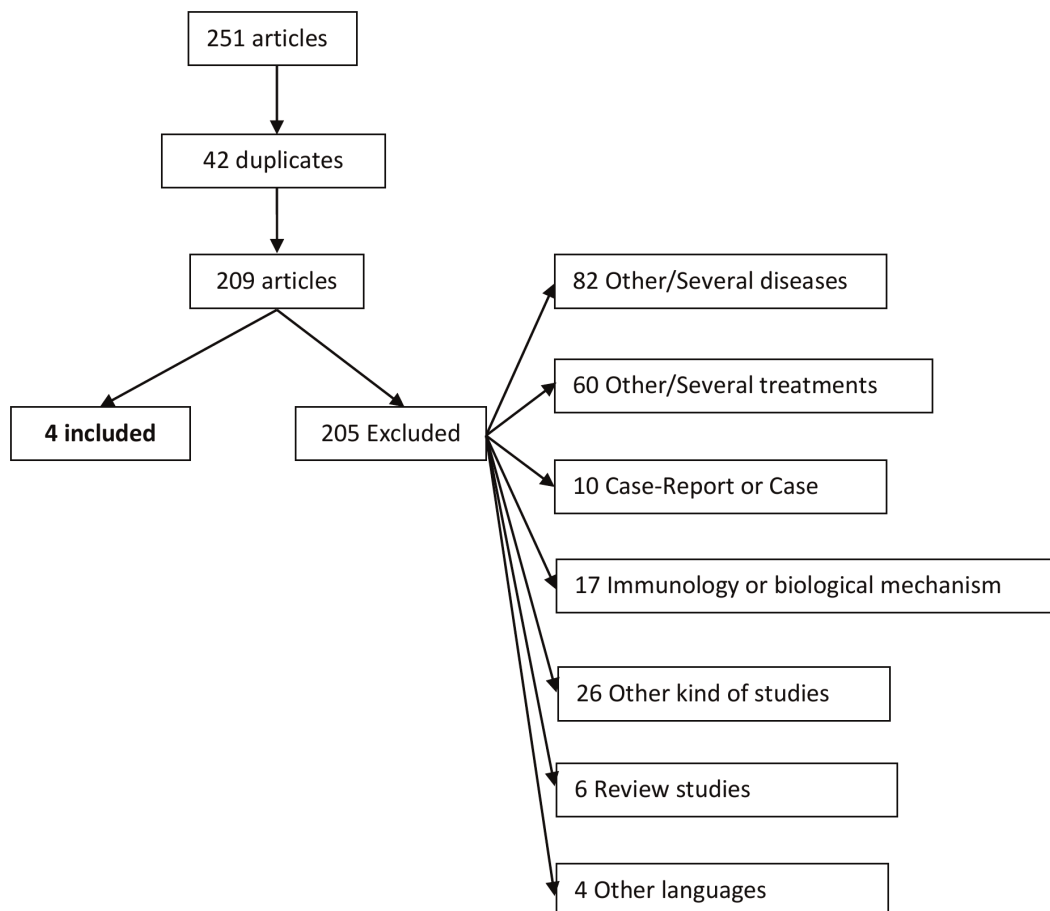 251 articles
42 duplicates
209 articles
4 included
205 Excluded
82 Other/Several diseases
60 Other/Several treatments
10 Case-Report or Case
17 Immunology or biological mechanism
26 Other kind of studies
6 Review studies
4 Other languages